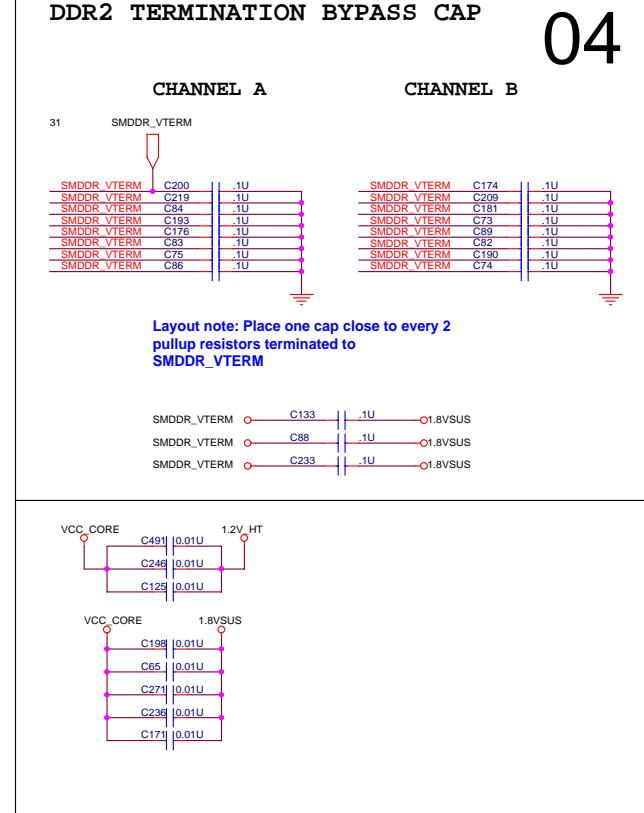 DDR2 TERMINATION BYPASS CAP
04
CHANNEL A CHANNEL B
31 SMDDR_VTERM
SMDDR_VTERM C200 .1U SMDDR_VTERM C174 .1U
SMDDR_VTERM C219 .1U SMDDR_VTERM C209 .1U
SMDDR_VTERM C84 .1U SMDDR_VTERM C181 .1U
SMDDR_VTERM C193 .1U SMDDR_VTERM C73 .1U
SMDDR_VTERM C176 .1U SMDDR_VTERM C89 .1U
SMDDR_VTERM C83 .1U SMDDR_VTERM C82 .1U
SMDDR_VTERM C75 .1U SMDDR_VTERM C190 .1U
SMDDR_VTERM C86 .1U SMDDR_VTERM C74 .1U
Layout note: Place one cap close to every 2
pullup resistors terminated to
SMDDR_VTERM
SMDDR_VTERM C133 .1U 1.8VSUS
SMDDR_VTERM C88 .1U 1.8VSUS
SMDDR_VTERM C233 .1U 1.8VSUS
VCC_CORE 1.2V_HT
C491 0.01U
C246 0.01U
C125 0.01U
VCC_CORE 1.8VSUS
C198 0.01U
C65 0.01U
C271 0.01U
C236 0.01U
C171 0.01U